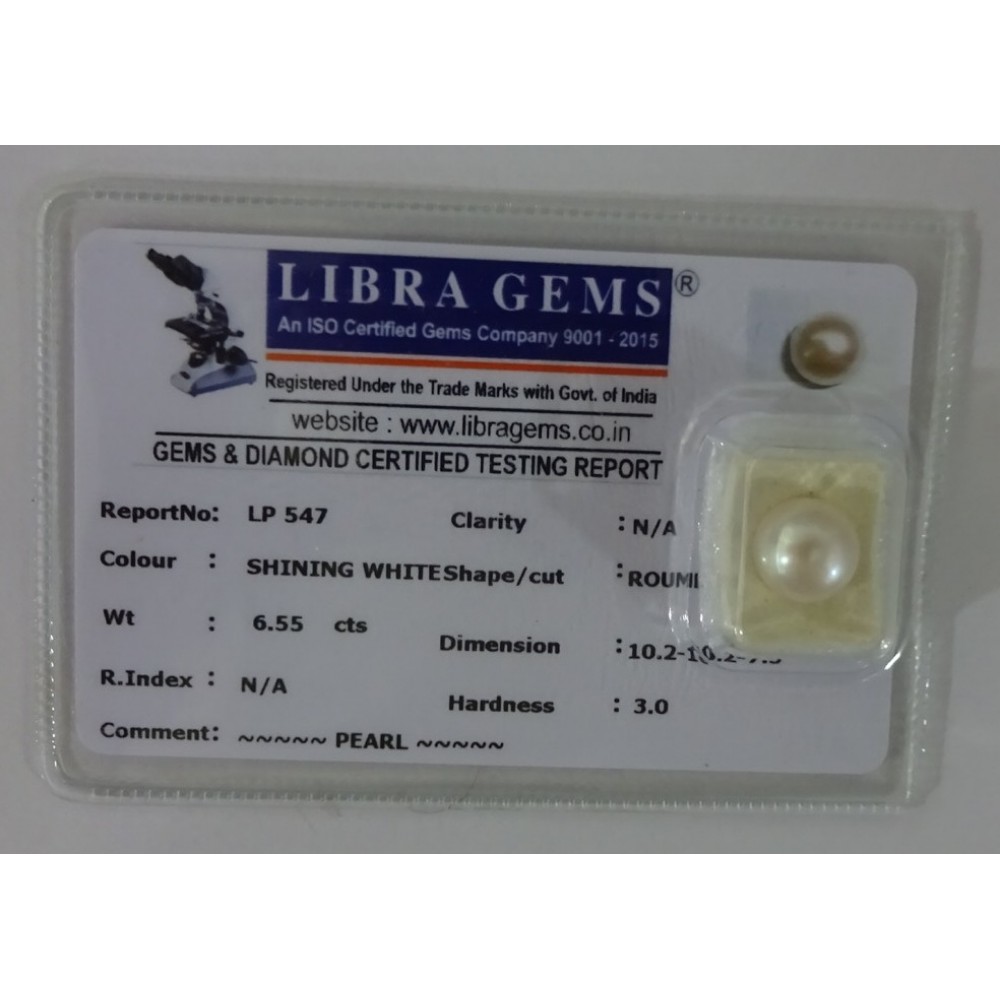 LIBRA GEMS®
An ISO Certified Gems Company 9001 - 2015
Registered Under the Trade Marks with Govt. of India
website : www.libragems.co.in
GEMS & DIAMOND CERTIFIED TESTING REPORT
ReportNo: LP 547 Clarity : N/A
Colour : SHINING WHITE Shape/cut :
Wt : 6.55 cts Dimension :
R.Index : N/A Hardness : 3.0
Comment: ~~~~~ PEARL ~~~~~